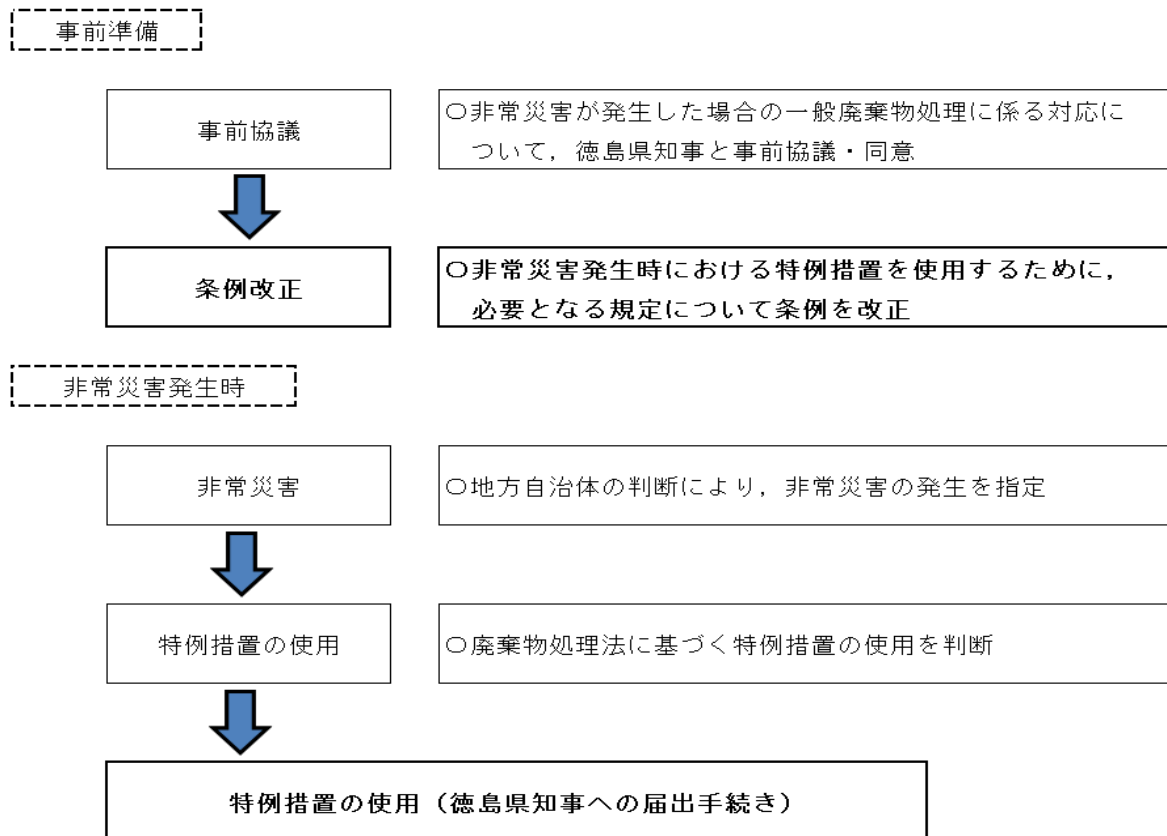 事前準備
事前協議
〇非常災害が発生した場合の一般廃棄物処理に係る対応に
ついて，徳島県知事と事前協議・同意
条例改正
〇非常災害発生時における特例措置を使用するために，
必要となる規定について条例を改正
非常災害発生時
非常災害
〇地方自治体の判断により，非常災害の発生を指定
特例措置の使用
〇廃棄物処理法に基づく特例措置の使用を判断
特例措置の使用（徳島県知事への届出手続き）